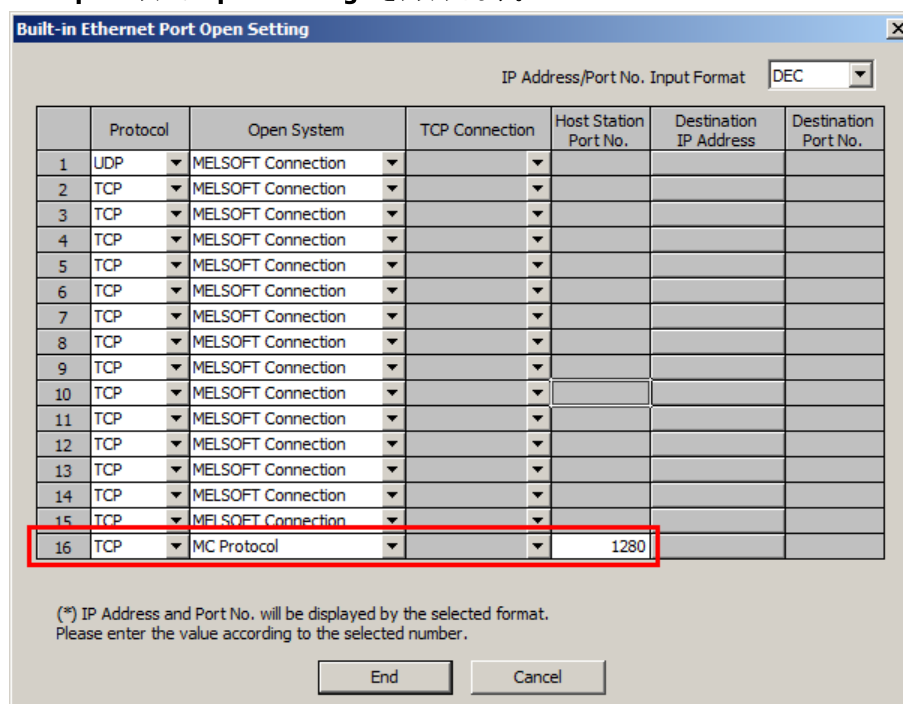 Built-in Ethernet Port Open Setting
IP Address/Port No. Input Format DEC
Protocol Open System TCP Connection Host Station Port No. Destination IP Address Destination Port No.
1 UDP MELSOFT Connection
2 TCP MELSOFT Connection
3 TCP MELSOFT Connection
4 TCP MELSOFT Connection
5 TCP MELSOFT Connection
6 TCP MELSOFT Connection
7 TCP MELSOFT Connection
8 TCP MELSOFT Connection
9 TCP MELSOFT Connection
10 TCP MELSOFT Connection
11 TCP MELSOFT Connection
12 TCP MELSOFT Connection
13 TCP MELSOFT Connection
14 TCP MELSOFT Connection
15 TCP MELSOFT Connection
16 TCP MC Protocol 1280
(*) IP Address and Port No. will be displayed by the selected format.
Please enter the value according to the selected number.
End Cancel